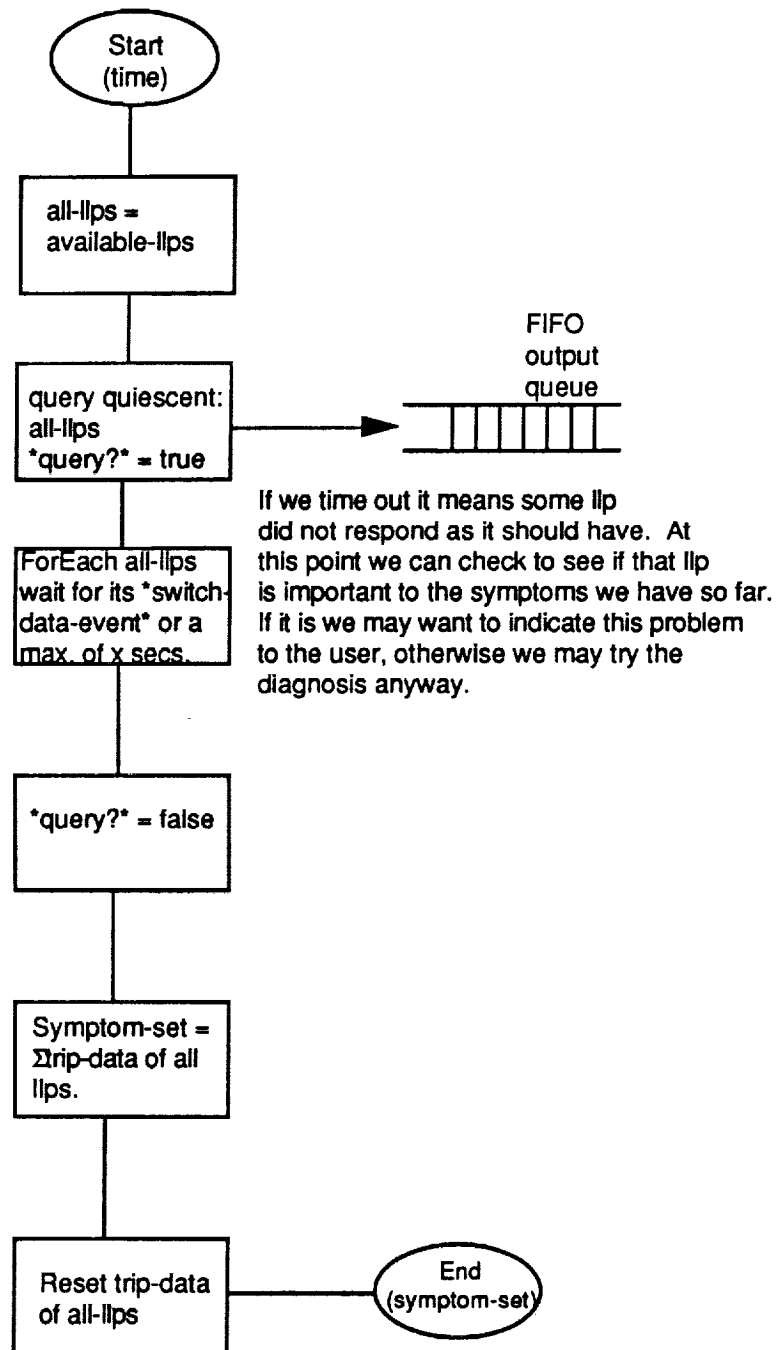 Start
(time)
all-llps =
available-llps
FIFO
output
queue
query quiescent:
all-llps
*query?* = true
If we time out it means some llp
did not respond as it should have. At
this point we can check to see if that llp
is important to the symptoms we have so far.
If it is we may want to indicate this problem
to the user, otherwise we may try the
diagnosis anyway.
ForEach all-llps
wait for its *switch-
data-event* or a
max. of x secs.
*query?* = false
Symptom-set =
Σtrip-data of all
llps.
Reset trip-data
of all-llps
End
(symptom-set)